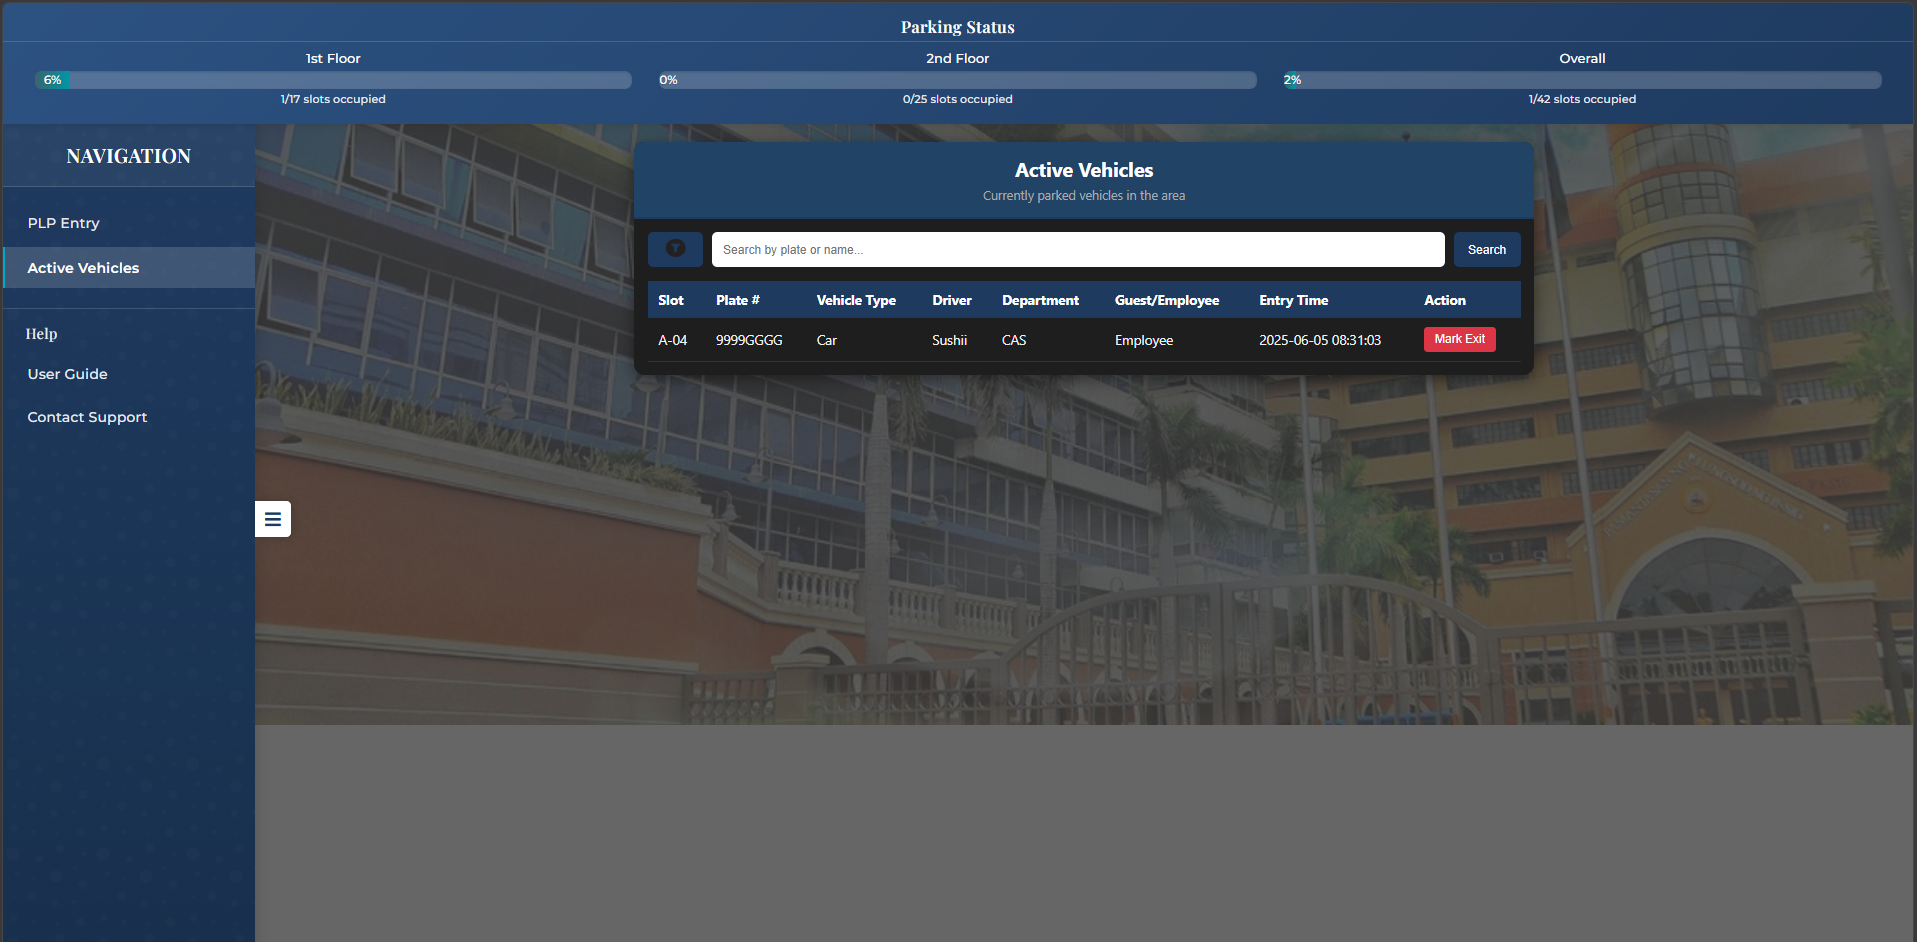 Parking Status
1st Floor
6%
1/17 slots occupied
2nd Floor
0%
0/25 slots occupied
Overall
2%
1/42 slots occupied
NAVIGATION
PLP Entry
Active Vehicles
Help
User Guide
Contact Support
Active Vehicles
Currently parked vehicles in the area
Search by plate or name...
Search
Slot Plate # Vehicle Type Driver Department Guest/Employee Entry Time Action
A-04 9999GGGG Car Sushii CAS Employee 2025-06-05 08:31:03 Mark Exit